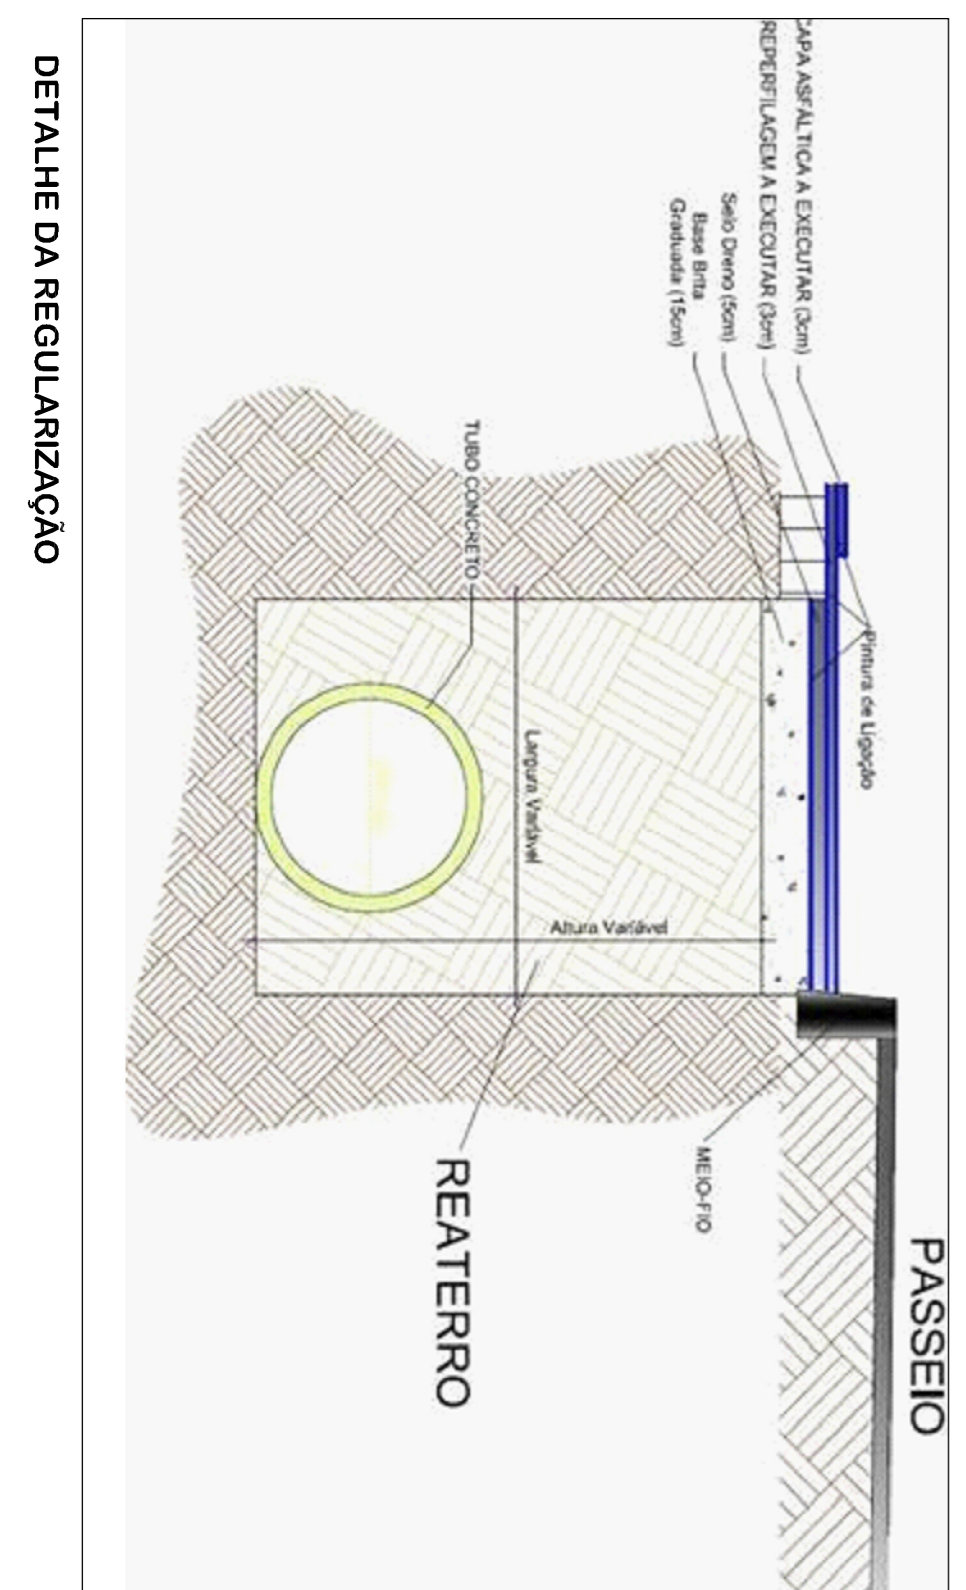 DETALHE DA REGULARIZAÇÃO
PASSEIO
CAPA ASFÁLTICA A EXECUTAR (3cm)
REPERFILAGEM A EXECUTAR (3cm)
Selo Dreno (5cm)
Base Brita
Graduada (15cm)
Pintura de Ligação
TUBO CONCRETO
Largura Variável
Altura Variável
MEIO-FIO
REATERRO